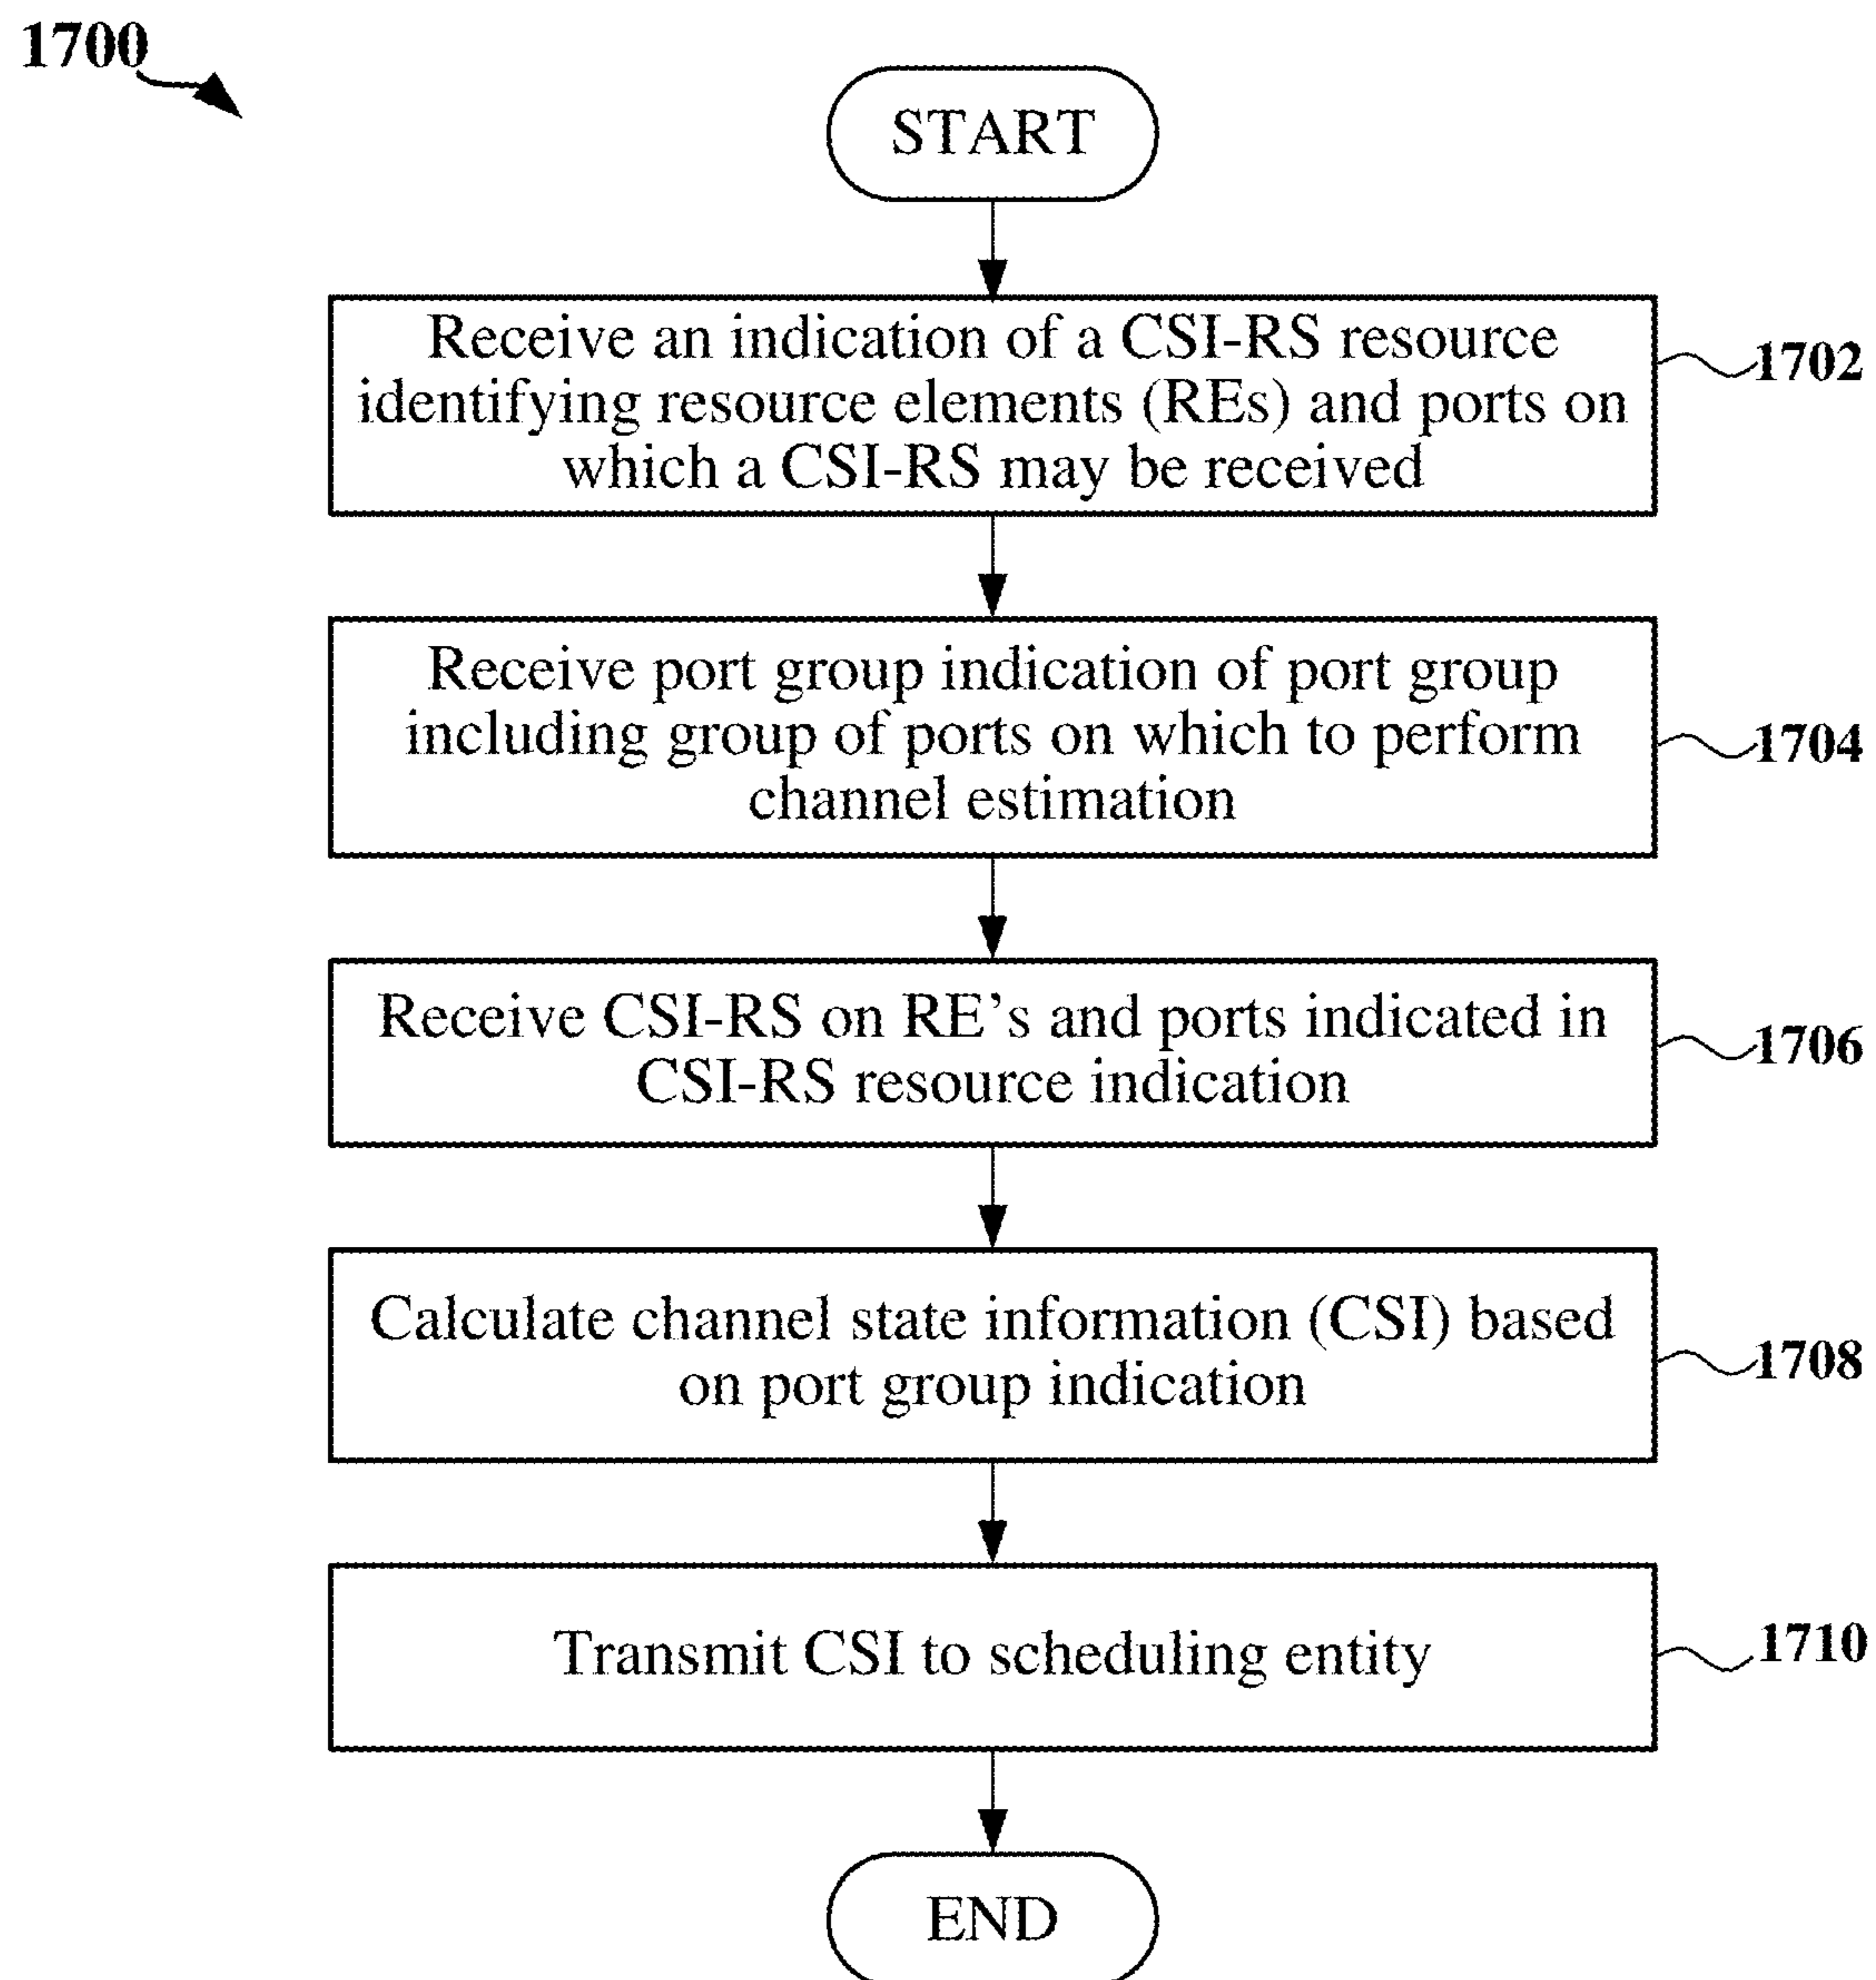 1700
START
Receive an indication of a CSI-RS resource
identifying resource elements (REs) and ports on
which a CSI-RS may be received
1702
Receive port group indication of port group
including group of ports on which to perform
channel estimation
1704
Receive CSI-RS on RE's and ports indicated in
CSI-RS resource indication
1706
Calculate channel state information (CSI) based
on port group indication
1708
Transmit CSI to scheduling entity
1710
END